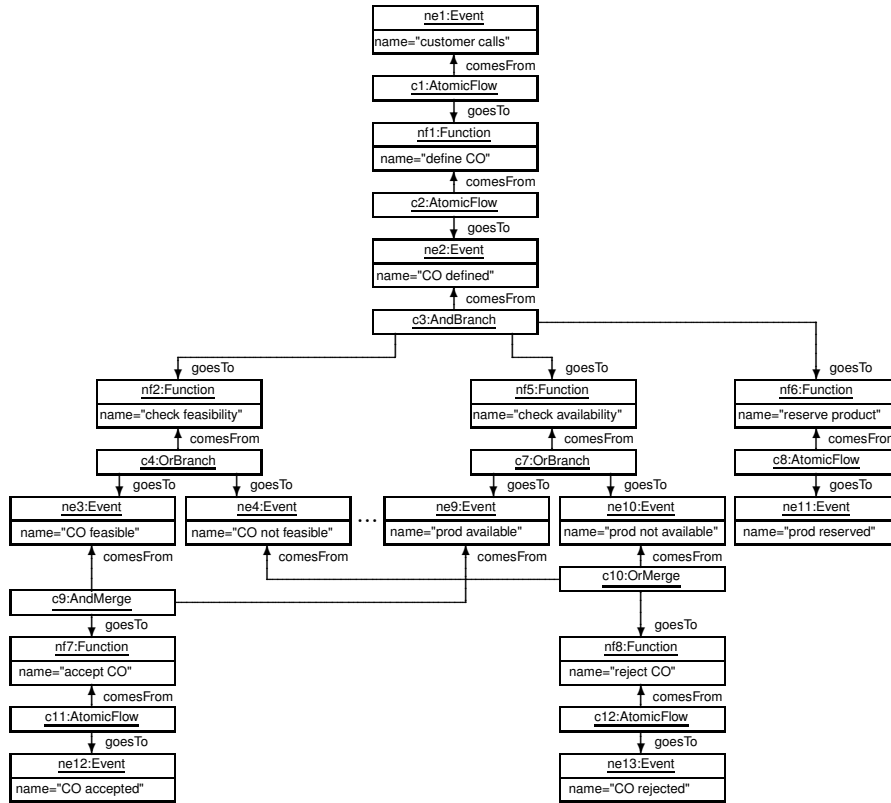 ne1:Event
name="customer calls"
comesFrom
c1:AtomicFlow
goesTo
nf1:Function
name="define CO"
comesFrom
c2:AtomicFlow
goesTo
ne2:Event
name="CO defined"
comesFrom
c3:AndBranch
goesTo goesTo goesTo
nf2:Function nf5:Function nf6:Function
name="check feasibility" name="check availability" name="reserve product"
comesFrom comesFrom comesFrom
c4:OrBranch c7:OrBranch c8:AtomicFlow
goesTo goesTo goesTo goesTo goesTo
ne3:Event ne4:Event ne9:Event ne10:Event ne11:Event
name="CO feasible" name="CO not feasible" ... name="prod available" name="prod not available" name="prod reserved"
comesFrom comesFrom comesFrom comesFrom
c10:OrMerge
c9:AndMerge
goesTo goesTo
nf7:Function nf8:Function
name="accept CO" name="reject CO"
comesFrom comesFrom
c11:AtomicFlow c12:AtomicFlow
goesTo goesTo
ne12:Event ne13:Event
name="CO accepted" name="CO rejected"